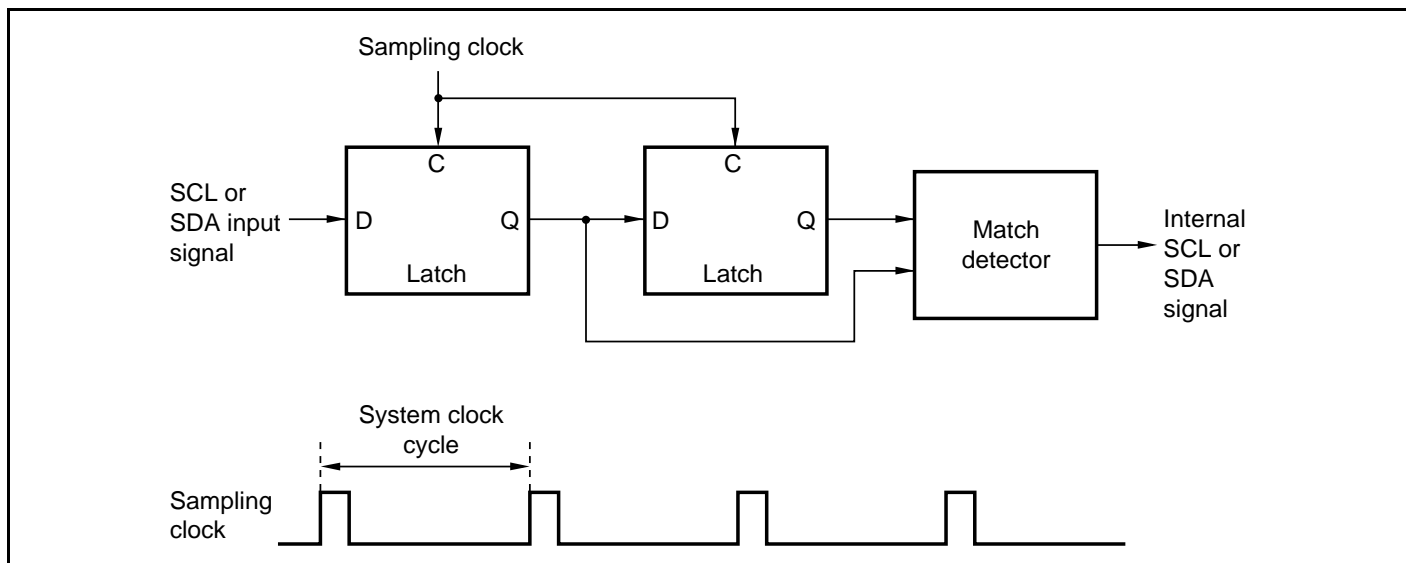 Sampling clock
C
C
SCL or
SDA input
signal
D
Q
D
Q
Latch
Latch
Match
detector
Internal
SCL or
SDA
signal
System clock
cycle
Sampling
clock